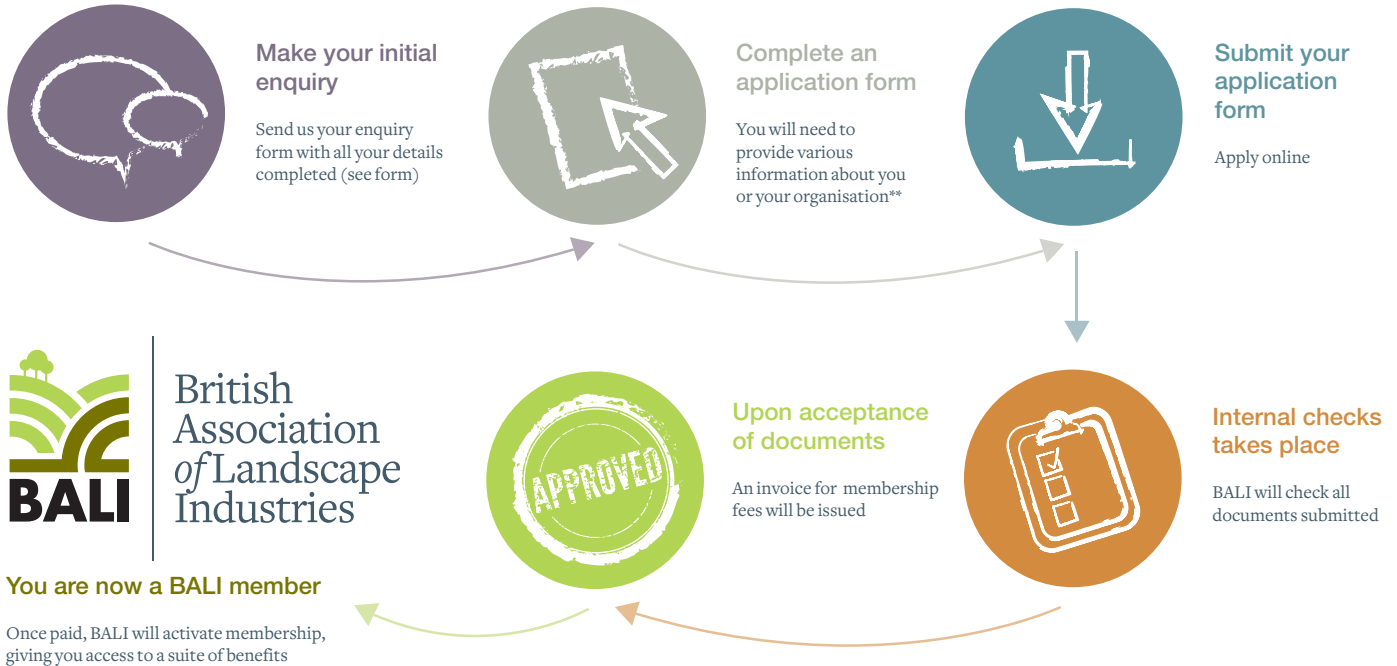 Make your initial
enquiry
Send us your enquiry
form with all your details
completed (see form)
Complete an
application form
You will need to
provide various
information about you
or your organisation**
Submit your
application
form
Apply online
Internal checks
takes place
BALI will check all
documents submitted
Upon acceptance
of documents
An invoice for membership
fees will be issued
APPROVED
BALI
British
Association
of Landscape
Industries
You are now a BALI member
Once paid, BALI will activate membership,
giving you access to a suite of benefits